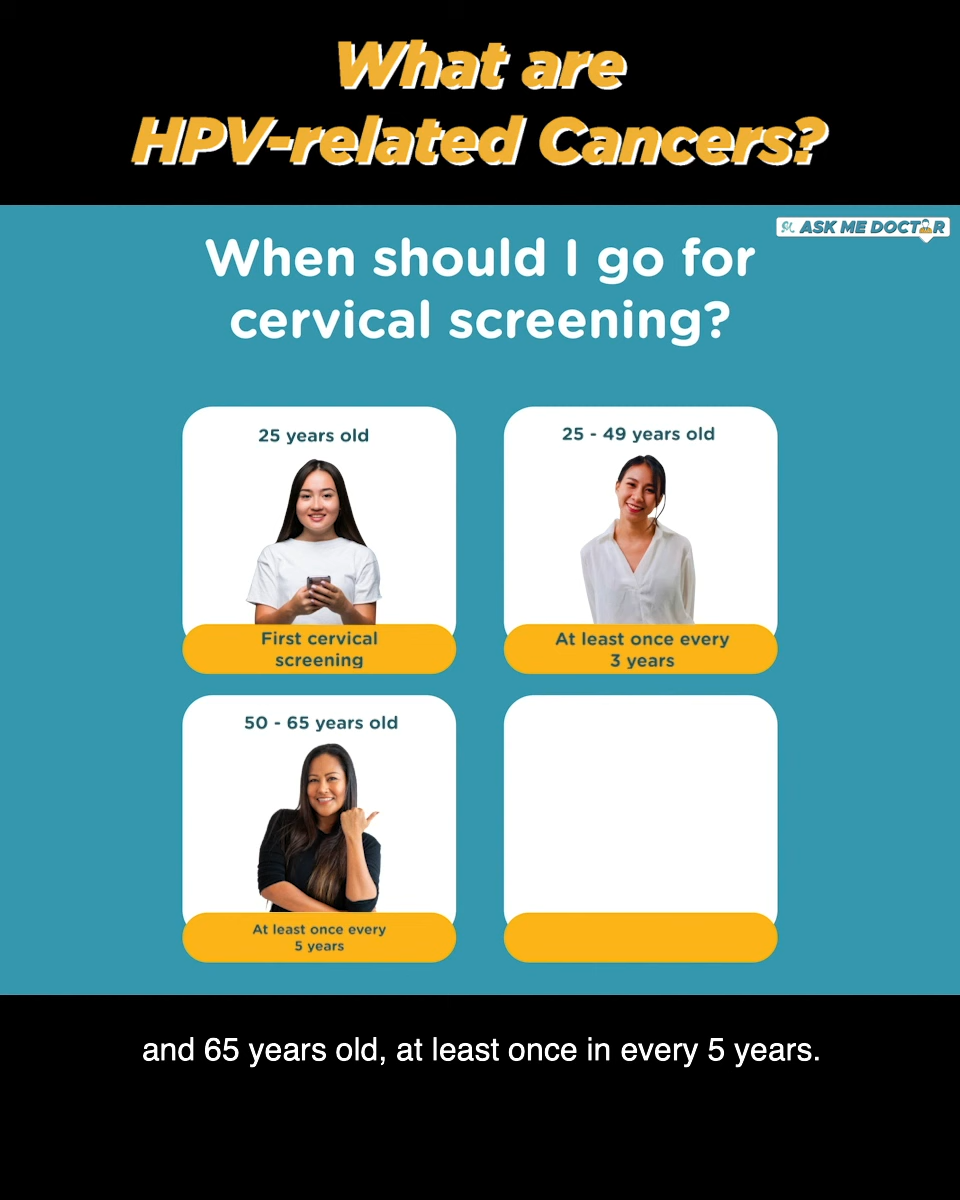 What are
HPV-related Cancers?
ASK ME DOCTOR
When should I go for
cervical screening?
25 years old
First cervical
screening
25 - 49 years old
At least once every
3 years
50 - 65 years old
At least once every
5 years
and 65 years old, at least once in every 5 years.